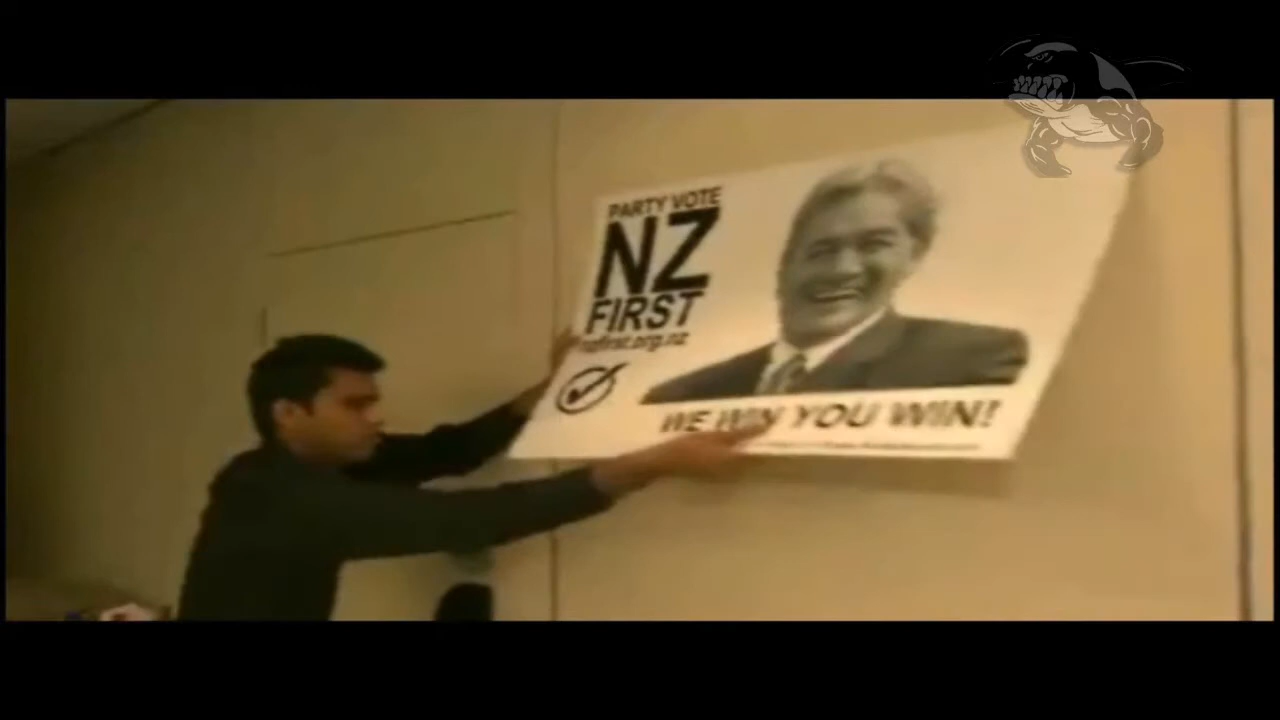 PARTY VOTE
NZ
FIRST
nzfirst.org.nz
WE WIN YOU WIN!